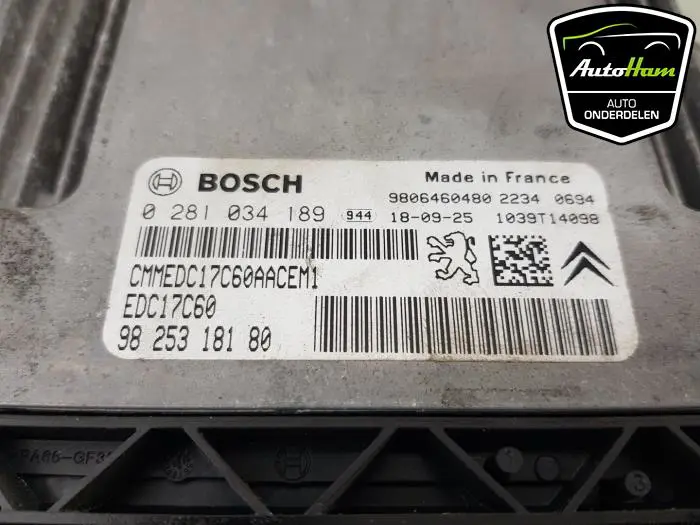 AutoHam
AUTO
ONDERDELEN
BOSCH
Made in France
9806460480 2234 0694
0 281 034 189 944 18-09-25 1039T14098
CMMEDC17C60AACEM1
EDC17C60
98 253 181 80